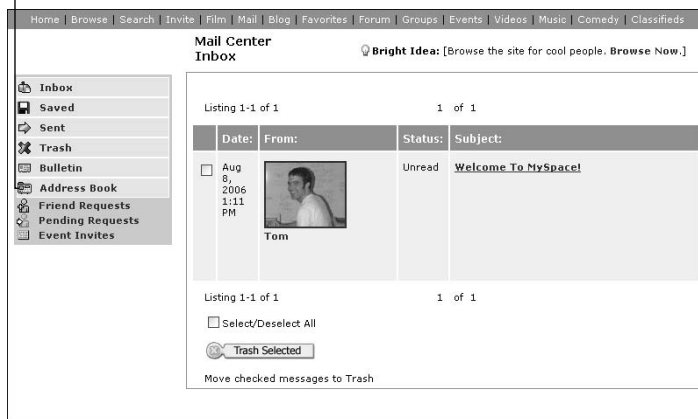 Home | Browse | Search | Invite | Film | Mail | Blog | Favorites | Forum | Groups | Events | Videos | Music | Comedy | Classifieds
Mail Center
Inbox
Bright Idea: [Browse the site for cool people. Browse Now.]
Inbox
Saved
Sent
Trash
Bulletin
Address Book
Friend Requests
Pending Requests
Event Invites
Listing 1-1 of 1 1 of 1
Date: From: Status: Subject:
Aug
8,
2006
1:11
PM
Tom
Unread
Welcome To MySpace!
Listing 1-1 of 1 1 of 1
Select/Deselect All
Trash Selected
Move checked messages to Trash